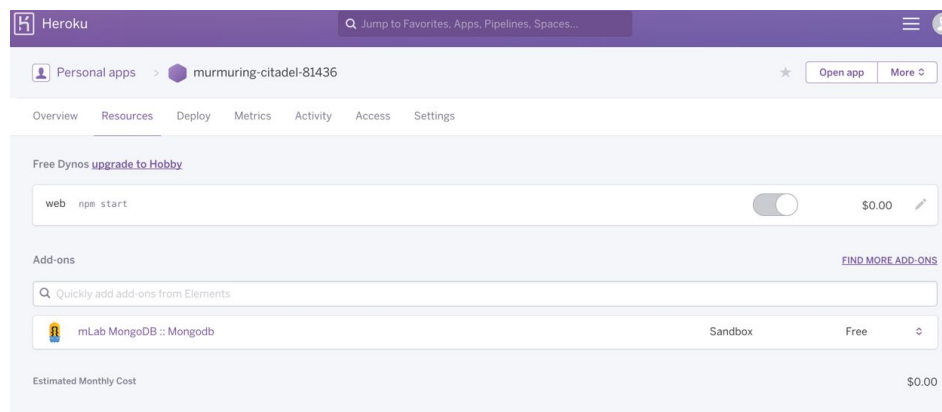 Heroku
Jump to Favorites, Apps, Pipelines, Spaces...
Personal apps > murmuring-citadel-81436
Open app More
Overview Resources Deploy Metrics Activity Access Settings
Free Dynos upgrade to Hobby
web npm start $0.00
Add-ons FIND MORE ADD-ONS
Quickly add add-ons from Elements
mLab MongoDB :: Mongodb Sandbox Free
Estimated Monthly Cost $0.00